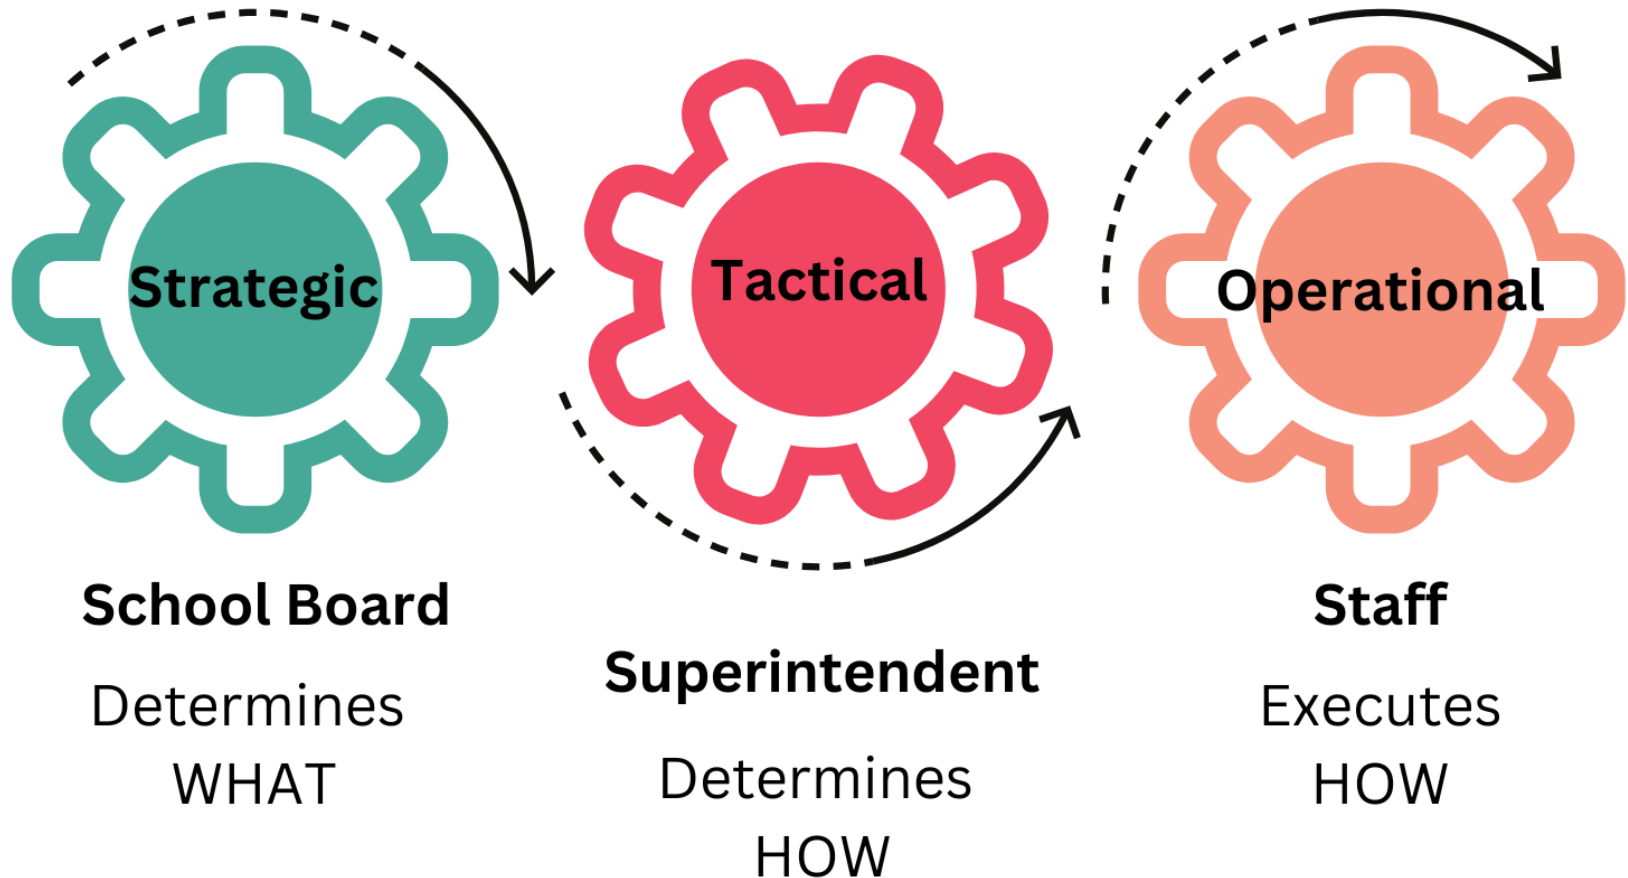 Strategic
Tactical
Operational
School Board
Determines
WHAT
Superintendent
Determines
HOW
Staff
Executes
HOW